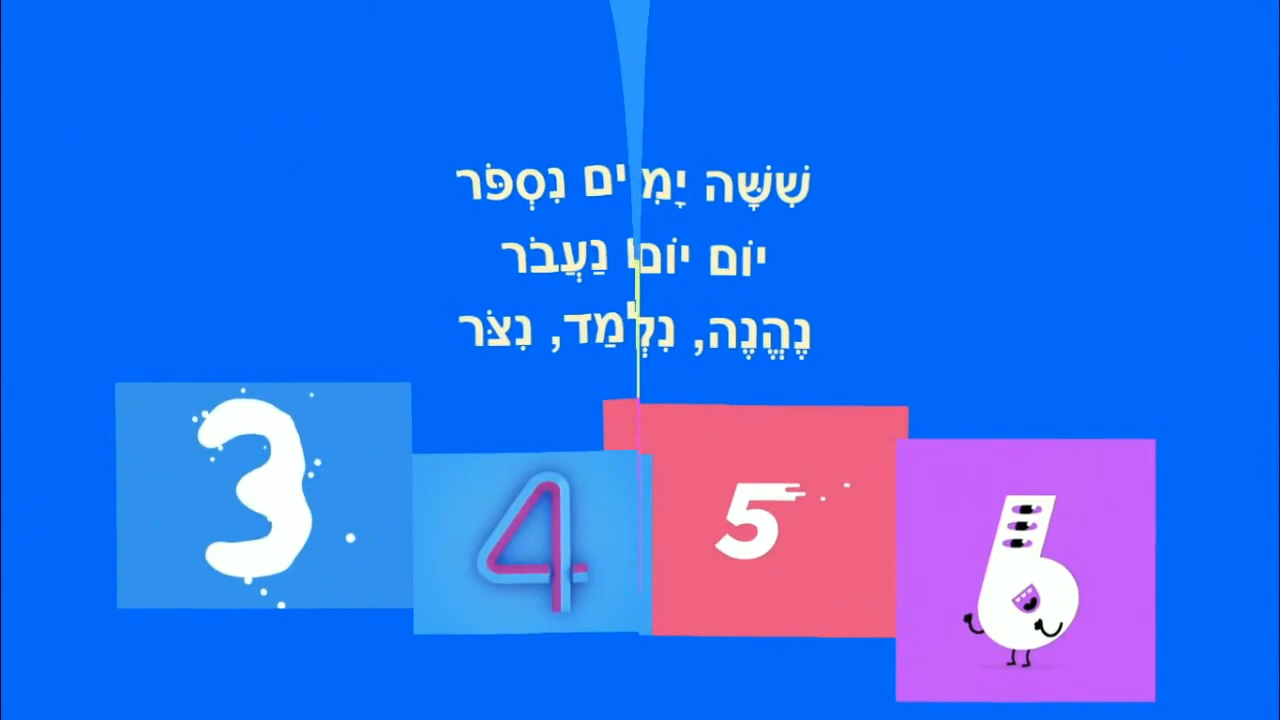 שִׁשָּׁה יָמִים נִסְפֹּר
יוֹם יוֹם נַעֲבֹר
נֶהֱנֶה, נִלְמַד, נִצֹּר
3 4 5 6